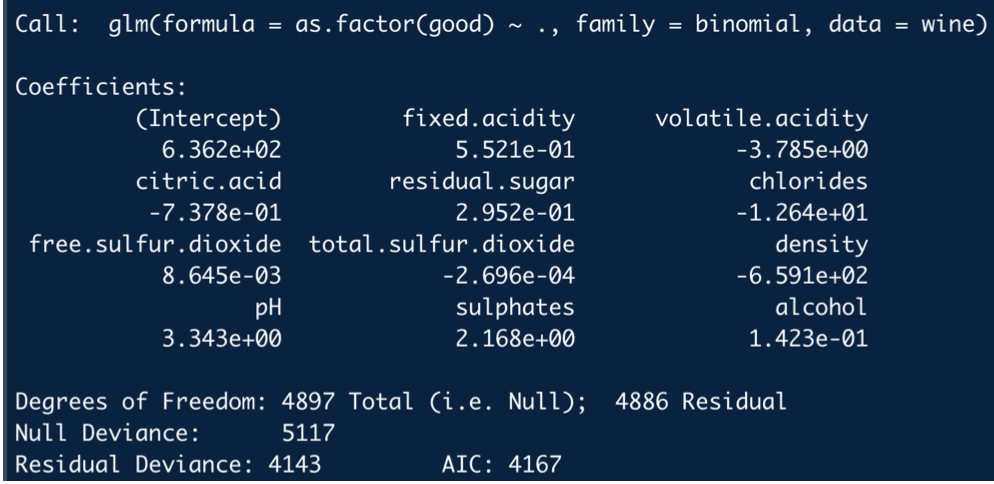 Call:  glm(formula = as.factor(good) ~ ., family = binomial, data = wine)

Coefficients:
         (Intercept)         fixed.acidity      volatile.acidity
           6.362e+02             5.521e-01            -3.785e+00
         citric.acid        residual.sugar             chlorides
          -7.378e-01             2.952e-01            -1.264e+01
 free.sulfur.dioxide  total.sulfur.dioxide               density
           8.645e-03            -2.696e-04            -6.591e+02
                  pH             sulphates               alcohol
           3.343e+00             2.168e+00             1.423e-01

Degrees of Freedom: 4897 Total (i.e. Null);  4886 Residual
Null Deviance:      5117
Residual Deviance: 4143         AIC: 4167